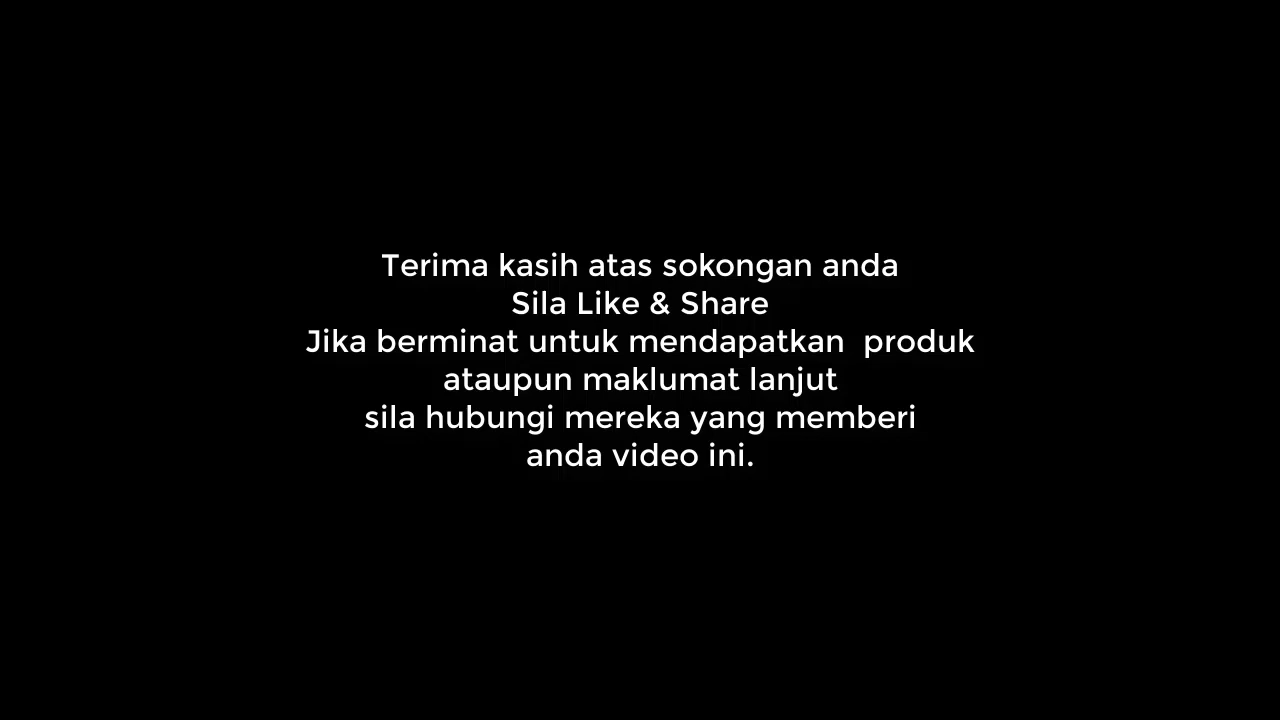 Terima kasih atas sokongan anda
Sila Like & Share
Jika berminat untuk mendapatkan  produk
ataupun maklumat lanjut
sila hubungi mereka yang memberi
anda video ini.